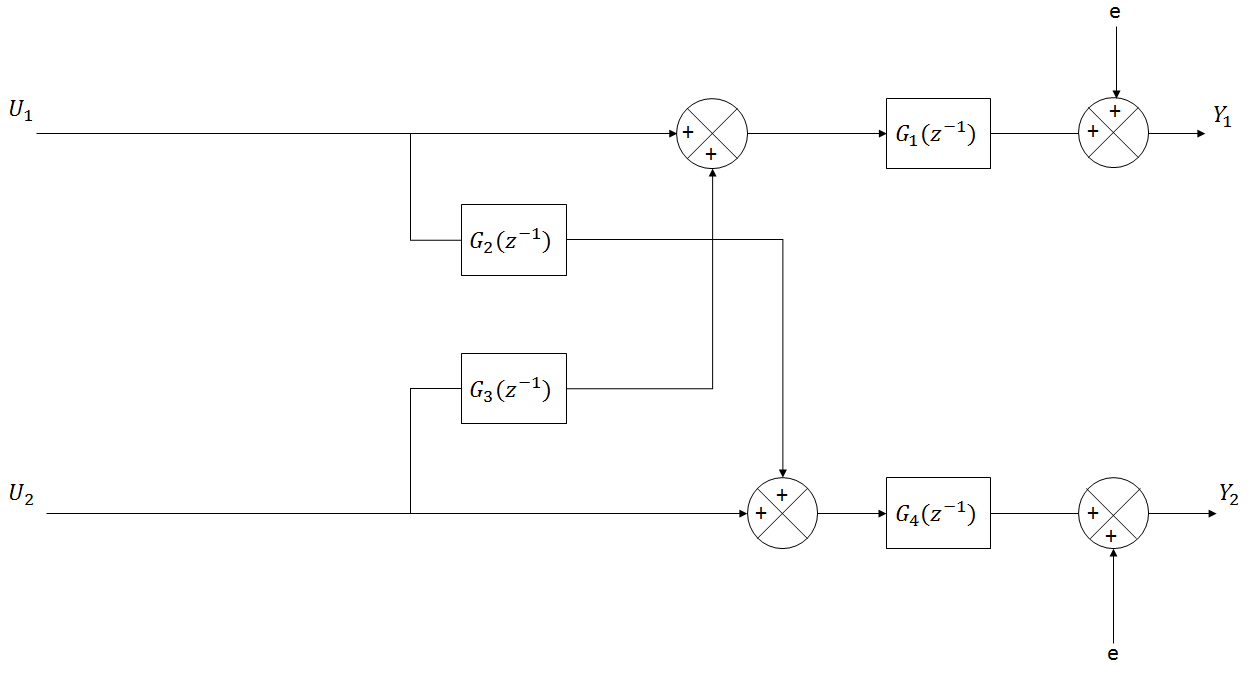 e
U₁
+
+
+
+
G₁(z⁻¹)
Y₁
G₂(z⁻¹)
G₃(z⁻¹)
U₂
+
+
G₄(z⁻¹)
+
+
Y₂
e